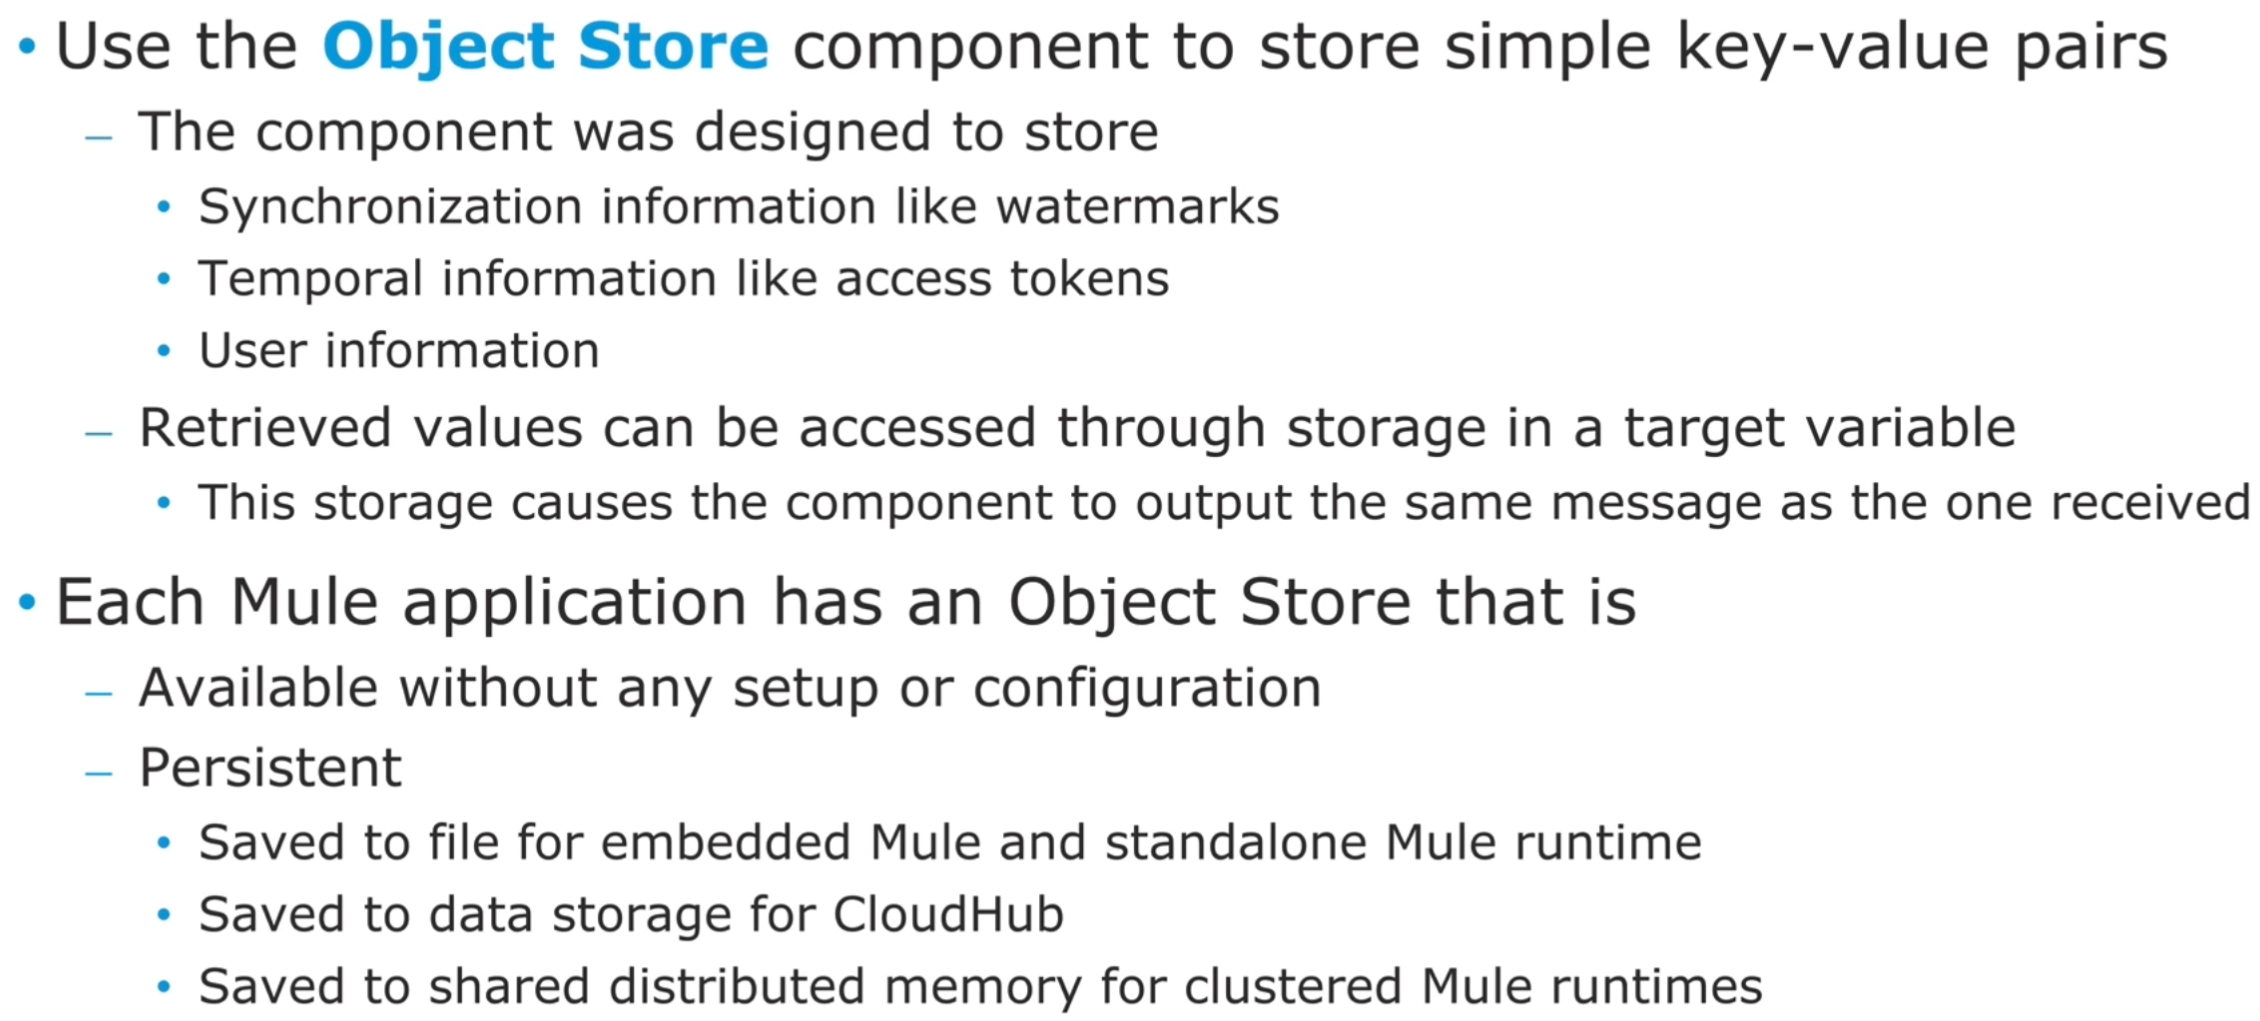 • Use the Object Store component to store simple key-value pairs
– The component was designed to store
• Synchronization information like watermarks
• Temporal information like access tokens
• User information
– Retrieved values can be accessed through storage in a target variable
• This storage causes the component to output the same message as the one received
• Each Mule application has an Object Store that is
– Available without any setup or configuration
– Persistent
• Saved to file for embedded Mule and standalone Mule runtime
• Saved to data storage for CloudHub
• Saved to shared distributed memory for clustered Mule runtimes